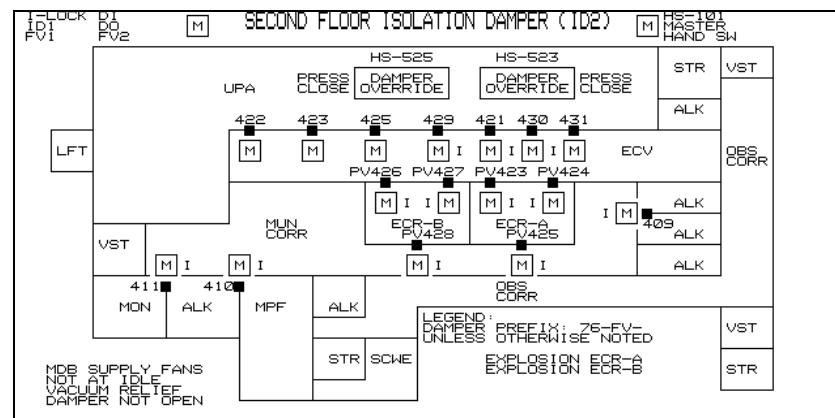 I-LOCK DI
ID1 DO
FV1 FV2
M
SECOND FLOOR ISOLATION DAMPER (ID2)
M
HS-101
MASTER
HAND SW
HS-525
HS-523
PRESS CLOSE
DAMPER OVERRIDE
DAMPER OVERRIDE
PRESS CLOSE
STR
VST
UPA
ALK
422 423 425 429 421 430 431
LFT
M M M M I M I M I M
ECV
OBS CORR
PV426 PV427 PV423 PV424
M I I M M I I M
I M
409
ALK
ALK
ALK
MUN CORR
ECR-B
ECR-A
PV428
PV425
VST
M I
M I
M I
M I
411
410
OBS CORR
MON
ALK
MPF
ALK
LEGEND:
DAMPER PREFIX: 76-FV-
UNLESS OTHERWISE NOTED
VST
STR
SCWE
EXPLOSION ECR-A
EXPLOSION ECR-B
STR
MDB SUPPLY FANS
NOT AT IDLE
VACUUM RELIEF
DAMPER NOT OPEN